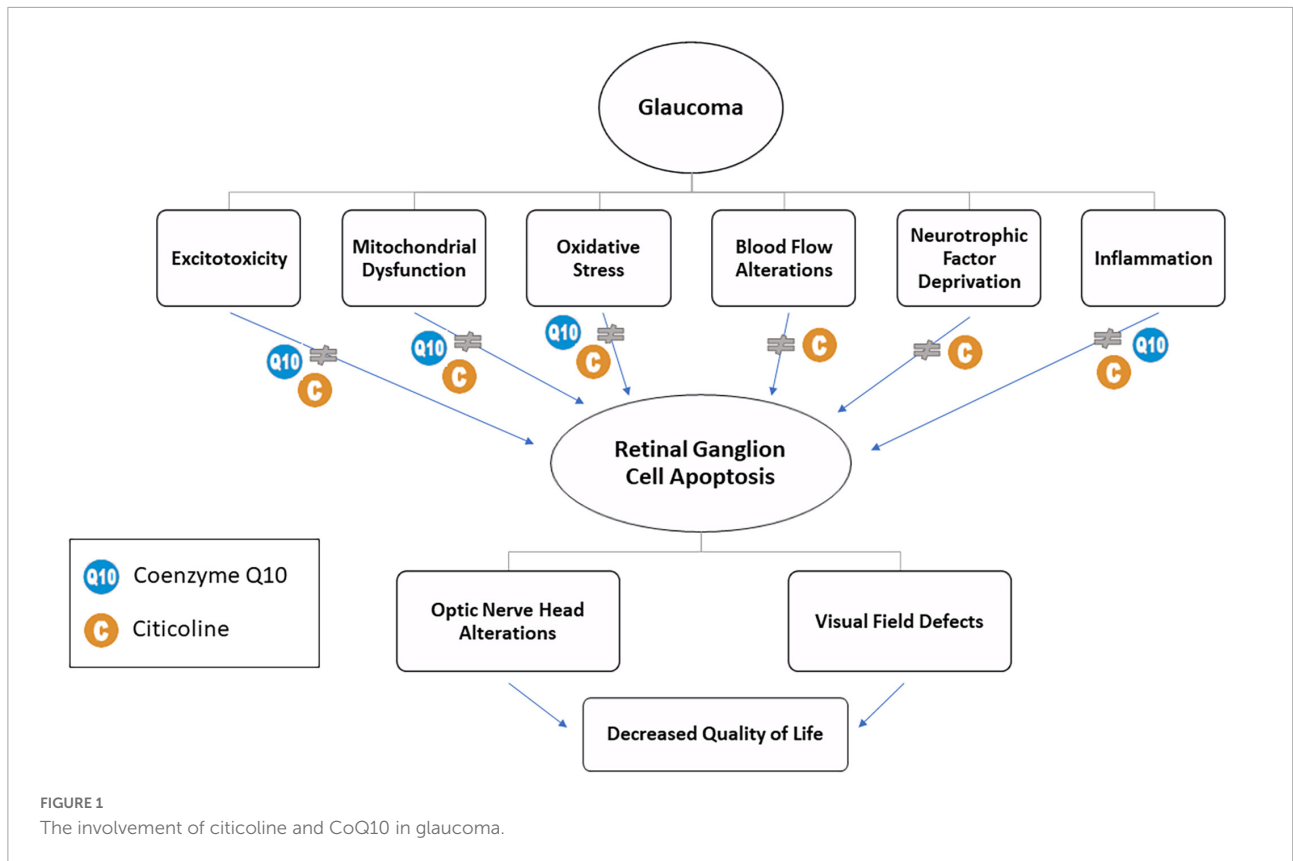 Glaucoma
Excitotoxicity
Mitochondrial
Dysfunction
Oxidative
Stress
Blood Flow
Alterations
Neurotrophic
Factor
Deprivation
Inflammation
Q10
C
Q10
C
Q10
C
C
C
Q10
C
Retinal Ganglion
Cell Apoptosis
Q10 Coenzyme Q10
C Citicoline
Optic Nerve Head
Alterations
Visual Field Defects
Decreased Quality of Life
FIGURE 1
The involvement of citicoline and CoQ10 in glaucoma.